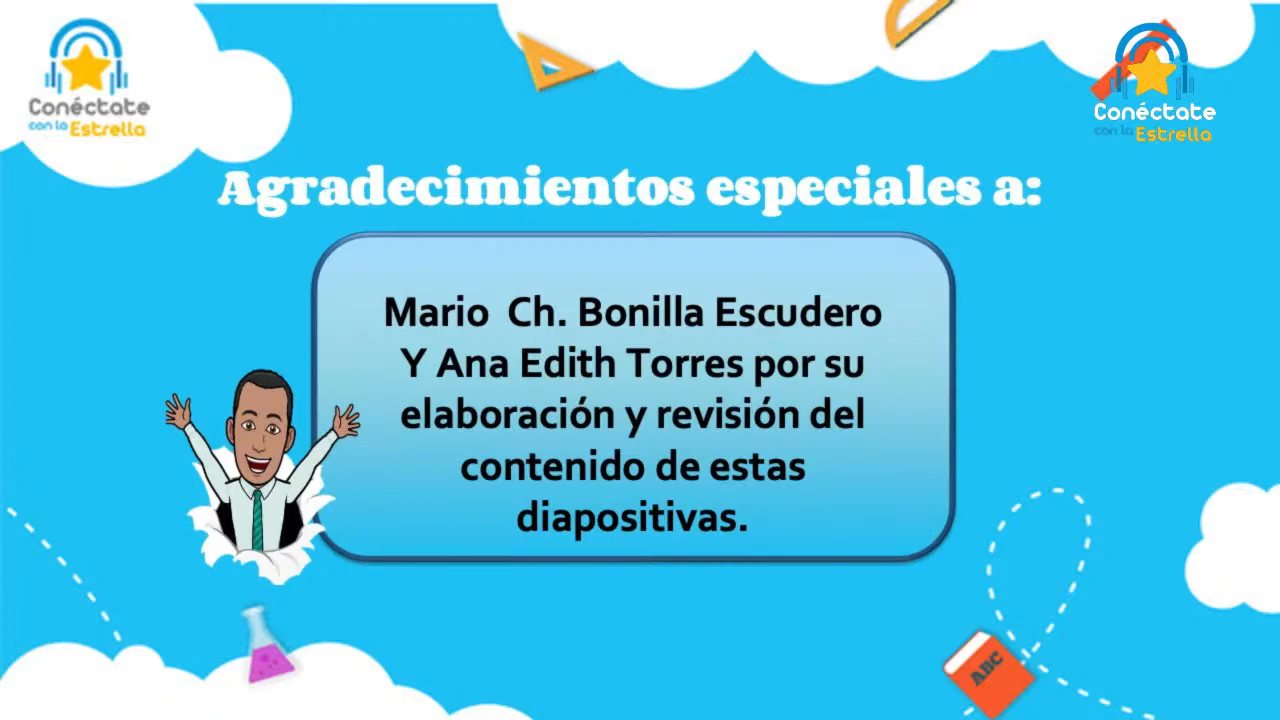 Conéctate
con la Estrella
Conéctate
con la Estrella
Agradecimientos especiales a:
Mario Ch. Bonilla Escudero
Y Ana Edith Torres por su
elaboración y revisión del
contenido de estas
diapositivas.
ABC